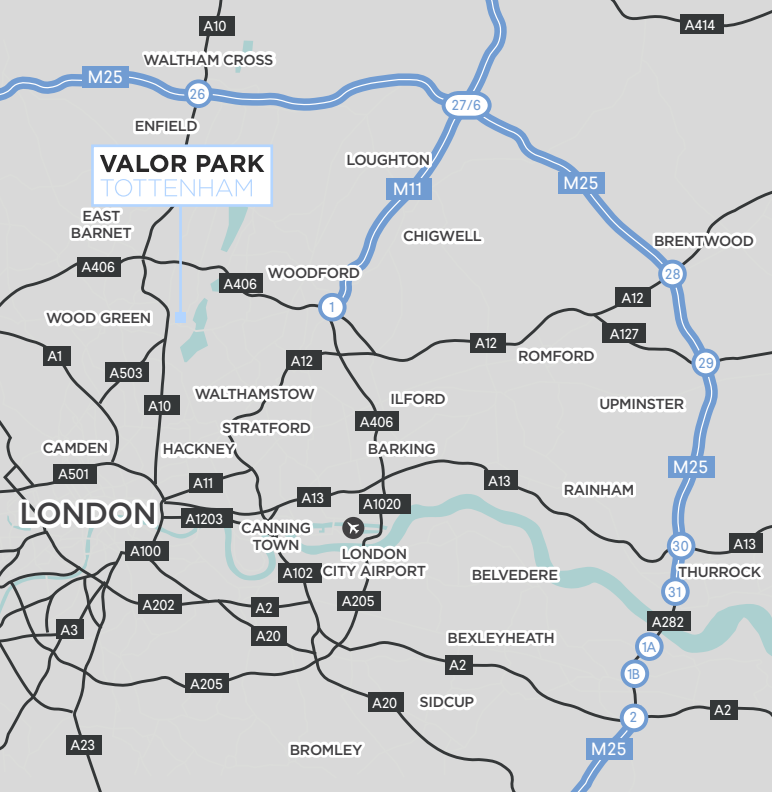 A10
A414
WALTHAM CROSS
M25
26
27/6
ENFIELD
VALOR PARK
TOTTENHAM
LOUGHTON
M11
M25
EAST
BARNET
CHIGWELL
BRENTWOOD
A406
WOODFORD
28
A406
A12
1
WOOD GREEN
A127
A12
A1
A12
ROMFORD
29
A503
WALTHAMSTOW
ILFORD
A10
UPMINSTER
A406
STRATFORD
CAMDEN
HACKNEY
BARKING
M25
A501
A11
A13
A13
RAINHAM
A1020
LONDON
A1203
CANNING
TOWN
A13
30
A100
LONDON
CITY AIRPORT
A102
BELVEDERE
THURROCK
31
A202
A2
A205
A282
A3
A20
BEXLEYHEATH
1A
A2
1B
A205
A20
SIDCUP
A2
2
A23
BROMLEY
M25